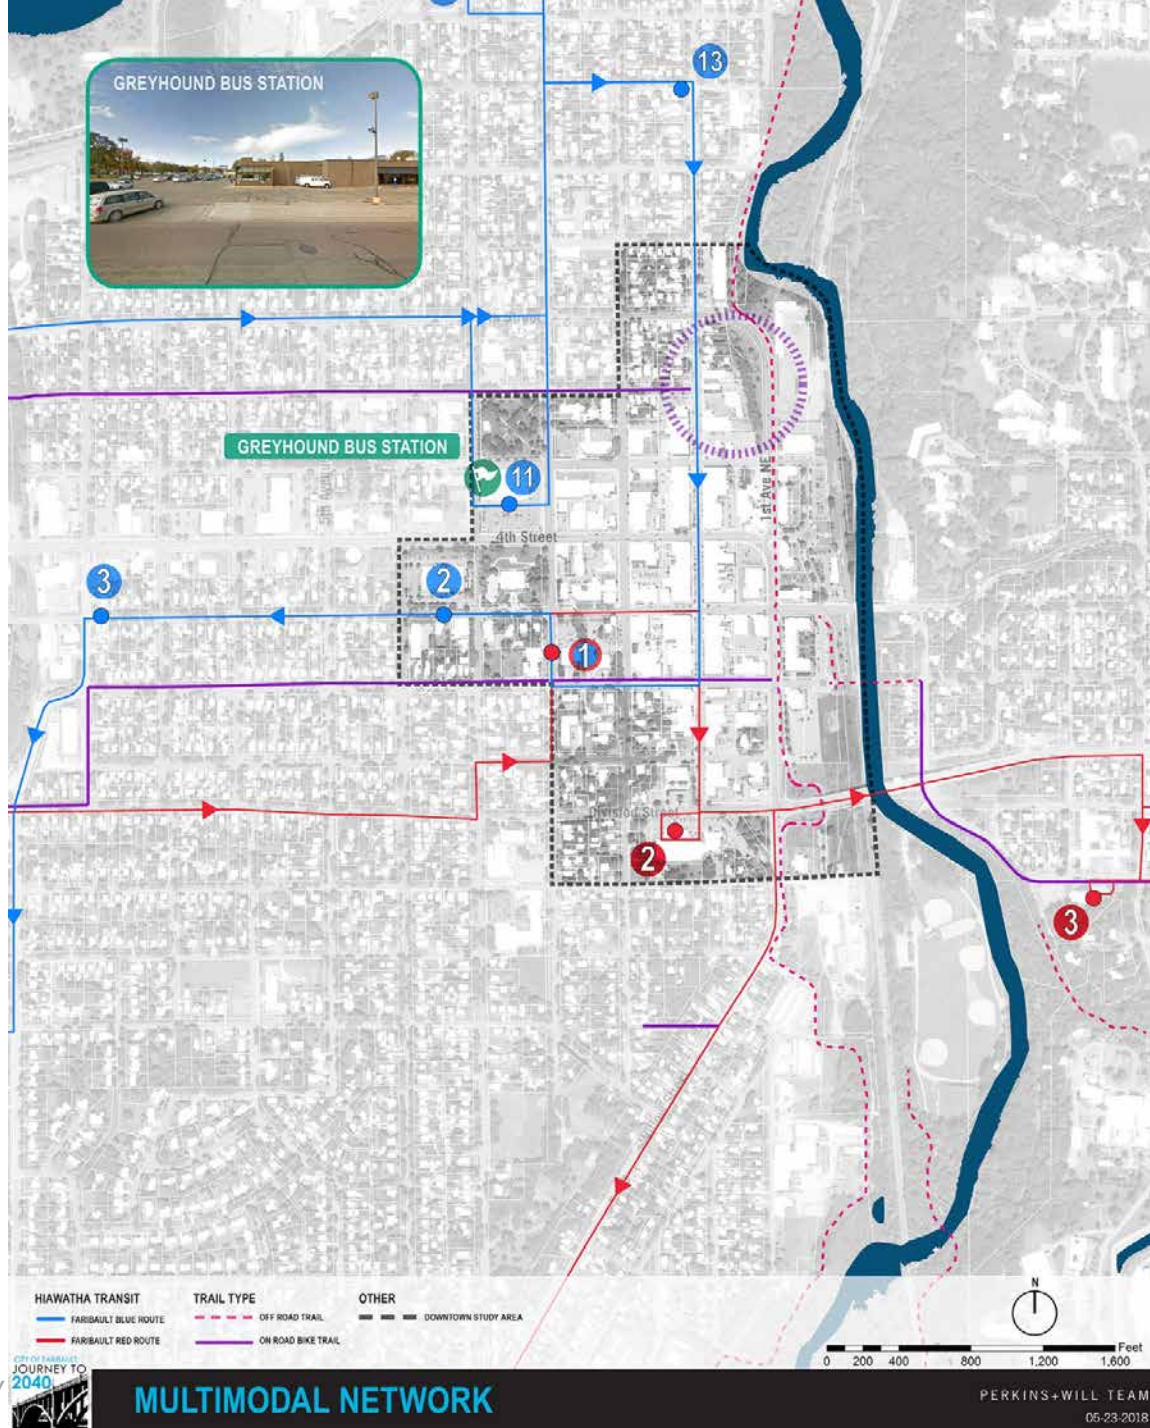 GREYHOUND BUS STATION
13
GREYHOUND BUS STATION
11
1st Ave NE
4th Street
3
2
1
Division Street
2
3
HIAWATHA TRANSIT
FARIBAULT BLUE ROUTE
FARIBAULT RED ROUTE
TRAIL TYPE
OFF ROAD TRAIL
ON ROAD BIKE TRAIL
OTHER
DOWNTOWN STUDY AREA
N
0 200 400 800 1,200 1,600 Feet
CITY OF FARIBAULT
JOURNEY TO
2040
MULTIMODAL NETWORK
PERKINS+WILL TEAM
05-23-2018